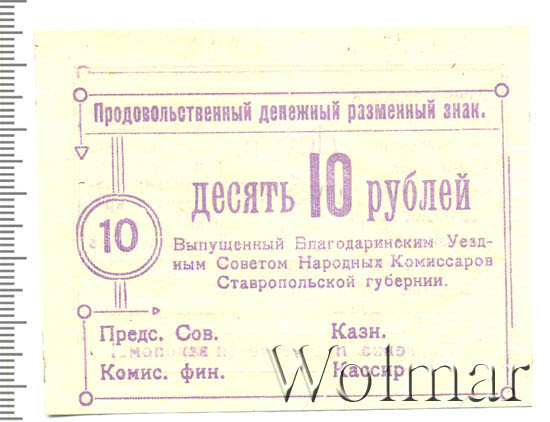 Продовольственный денежный разменный знак.
десять 10 рублей
10
Выпущенный Благодаринским Уезд-
ным Советом Народных Комиссаров
Ставропольской губернии.
Предс. Сов. Казн.
Комис. фин. Кассир
Wolmar